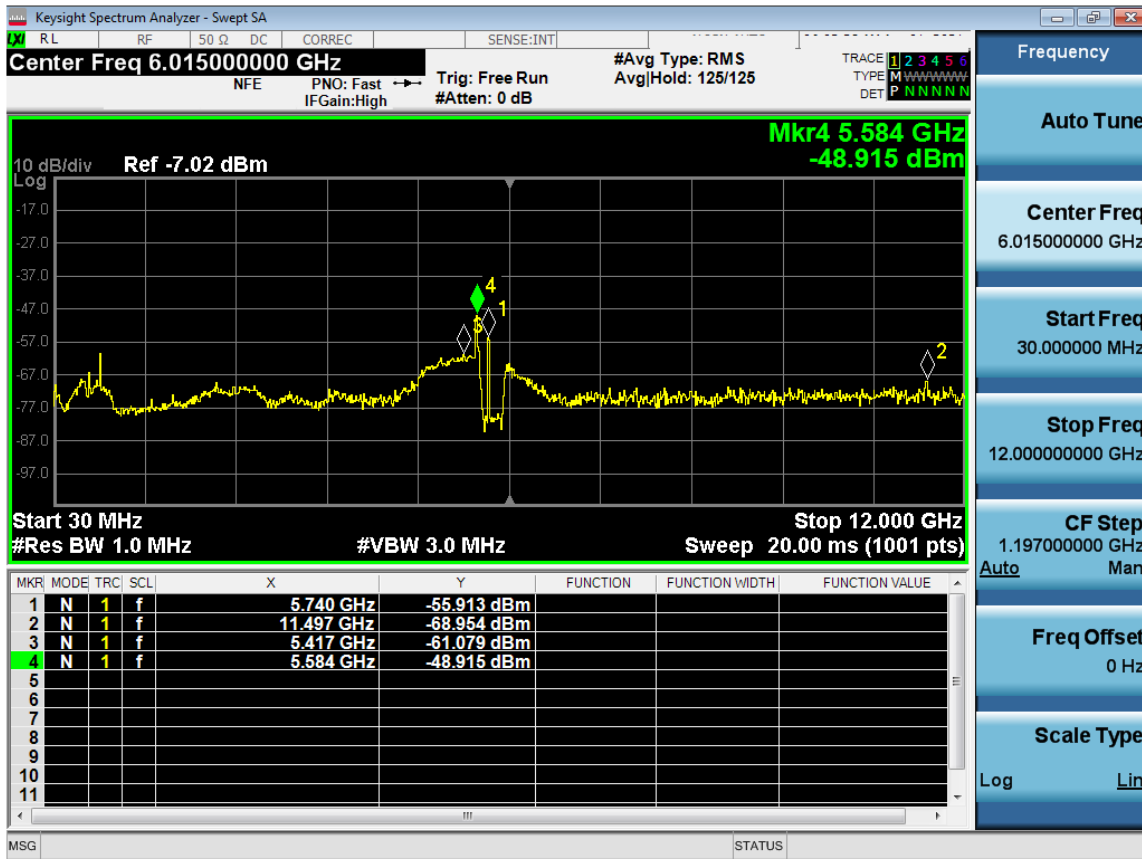 Keysight Spectrum Analyzer - Swept SA
LXI RL RF 50 Ω DC CORREC SENSE:INT
Center Freq 6.015000000 GHz
NFE PNO: Fast Trig: Free Run #Avg Type: RMS TRACE 1 2 3 4 5 6
IFGain:High #Atten: 0 dB Avg|Hold: 125/125 TYPE M WWWWW
DET P N N N N N
Mkr4 5.584 GHz
-48.915 dBm
10 dB/div Ref -7.02 dBm
Log
-17.0
-27.0
-37.0
-47.0
-57.0
-67.0
-77.0
-87.0
-97.0
4
1
3
2
Start 30 MHz Stop 12.000 GHz
#Res BW 1.0 MHz #VBW 3.0 MHz Sweep 20.00 ms (1001 pts)
MKR MODE TRC SCL X Y FUNCTION FUNCTION WIDTH FUNCTION VALUE
1 N 1 f 5.740 GHz -55.913 dBm
2 N 1 f 11.497 GHz -68.954 dBm
3 N 1 f 5.417 GHz -61.079 dBm
4 N 1 f 5.584 GHz -48.915 dBm
5
6
7
8
9
10
11
MSG STATUS
Frequency
Auto Tune
Center Freq
6.015000000 GHz
Start Freq
30.000000 MHz
Stop Freq
12.000000000 GHz
CF Step
1.197000000 GHz
Auto Man
Freq Offset
0 Hz
Scale Type
Log Lin